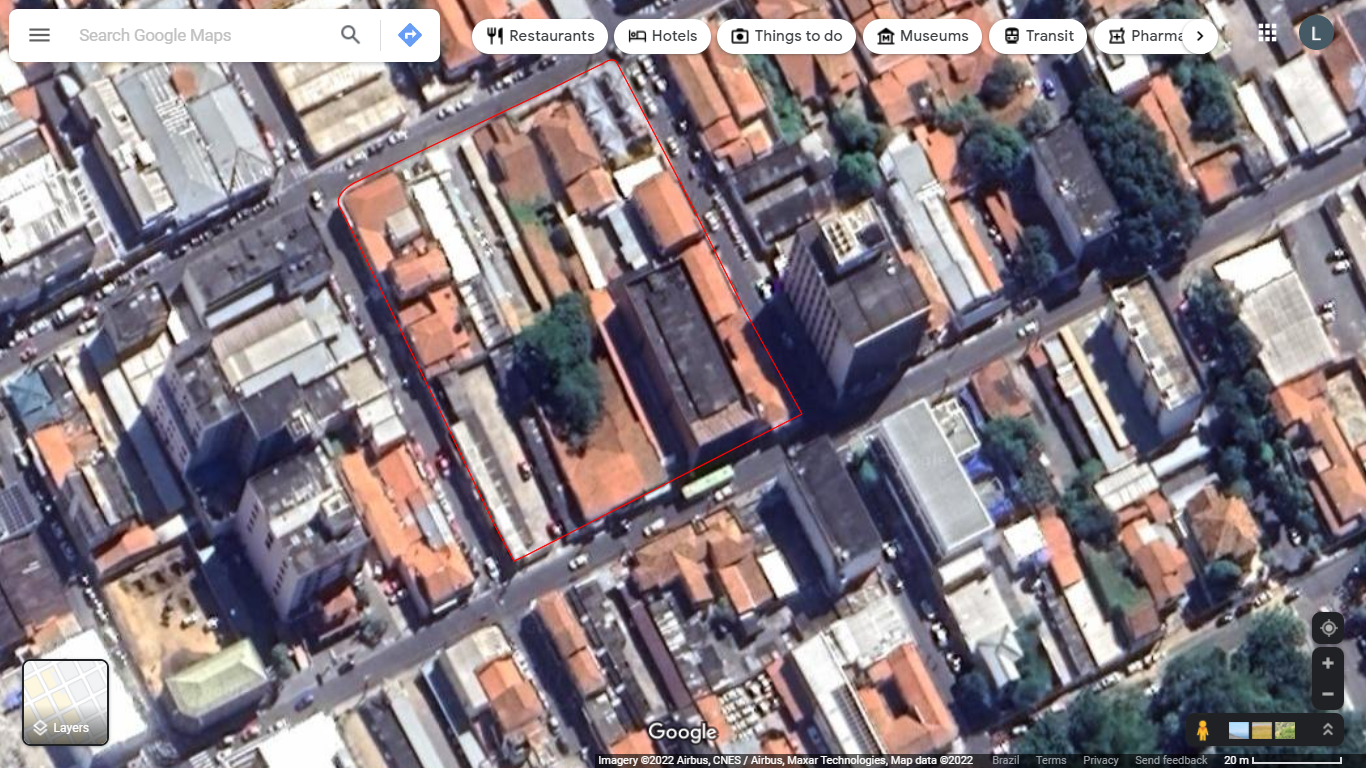 Search Google Maps
Restaurants
Hotels
Things to do
Museums
Transit
Pharma
L
Layers
Google
Imagery ©2022 Airbus, CNES / Airbus, Maxar Technologies, Map data ©2022 Brazil Terms Privacy Send feedback 20 m